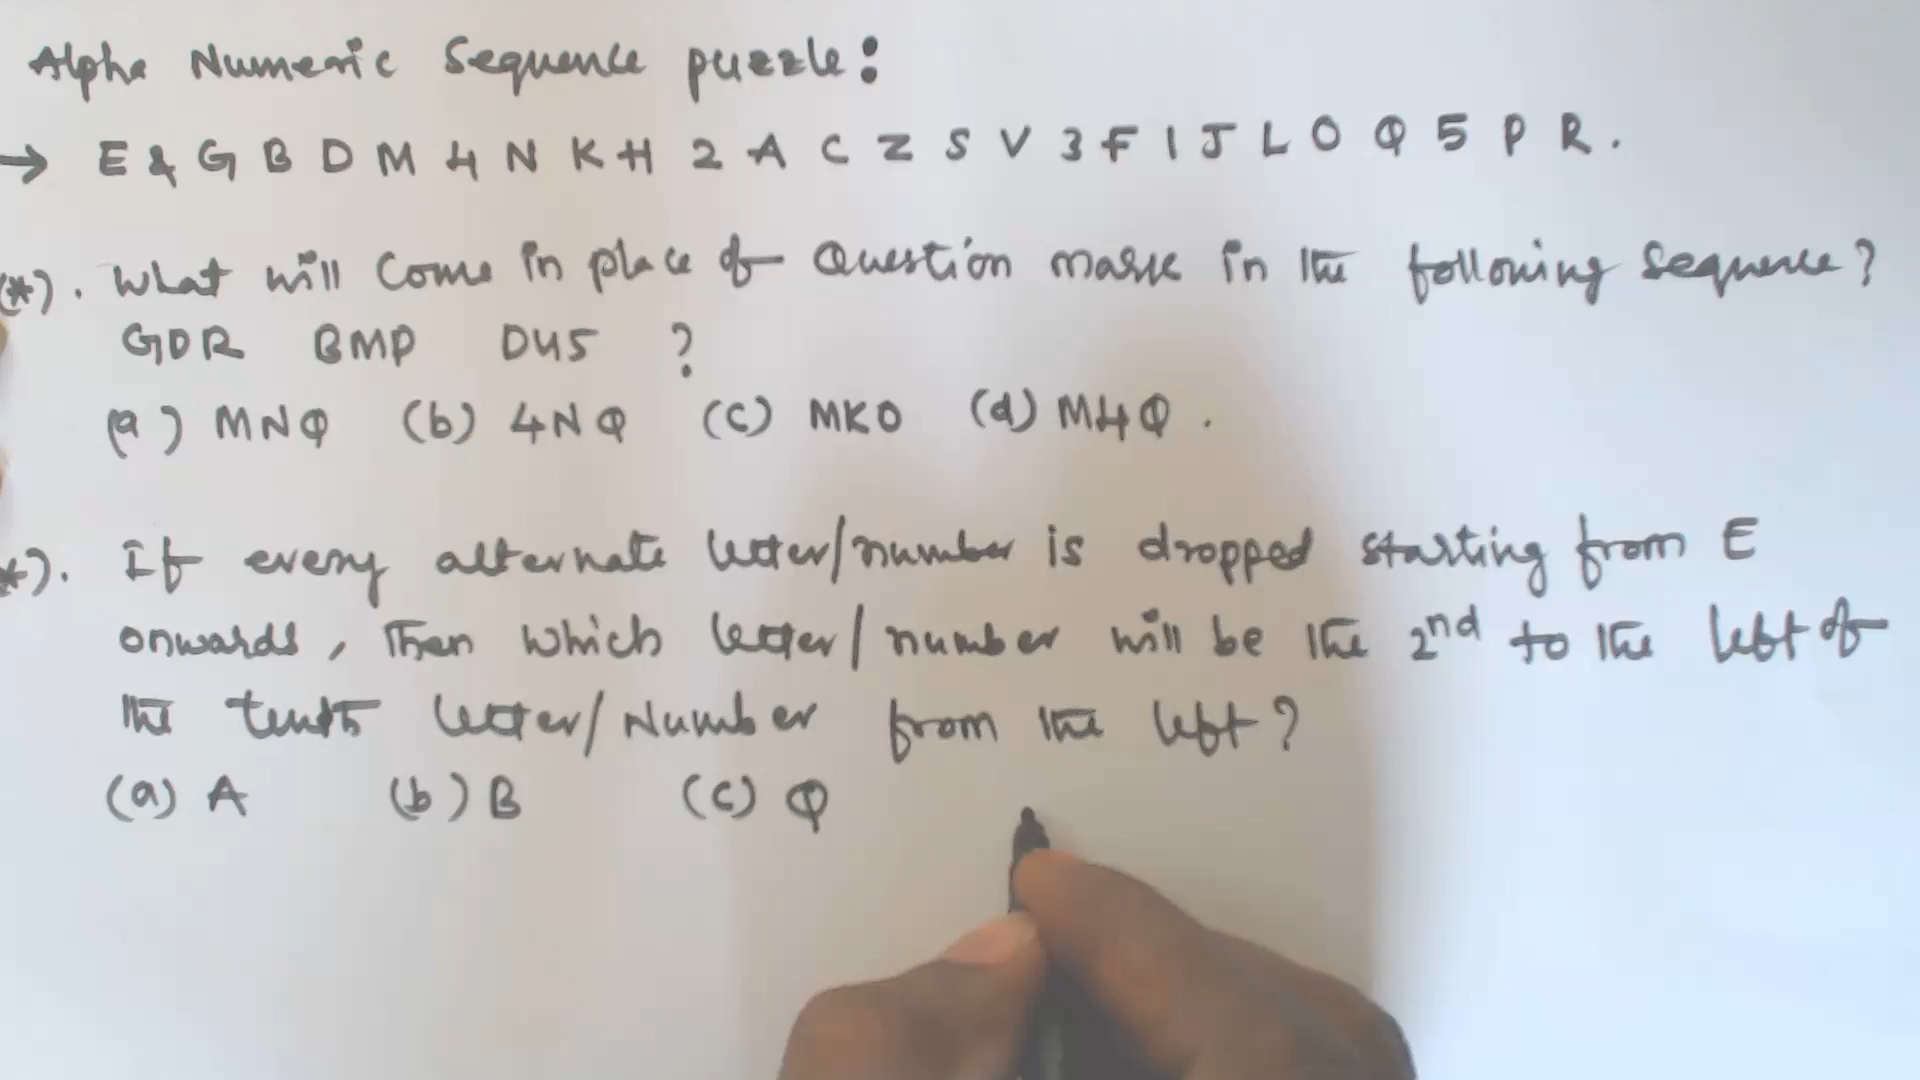 Alpha Numeric Sequence puzzle:
→ E & G B D M 4 N K H 2 A C Z S V 3 F I J L O Q 5 P R.
(*). What will Come in place of Question mark in the following Sequence?
GDR BMP D45 ?
(a) MNQ (b) 4NQ (c) MKO (d) M4Q.
*). If every alternate letter/number is dropped starting from E
onwards, Then which letter/number will be the 2nd to the left of
the tenth letter/Number from the left?
(a) A (b) B (c) Q